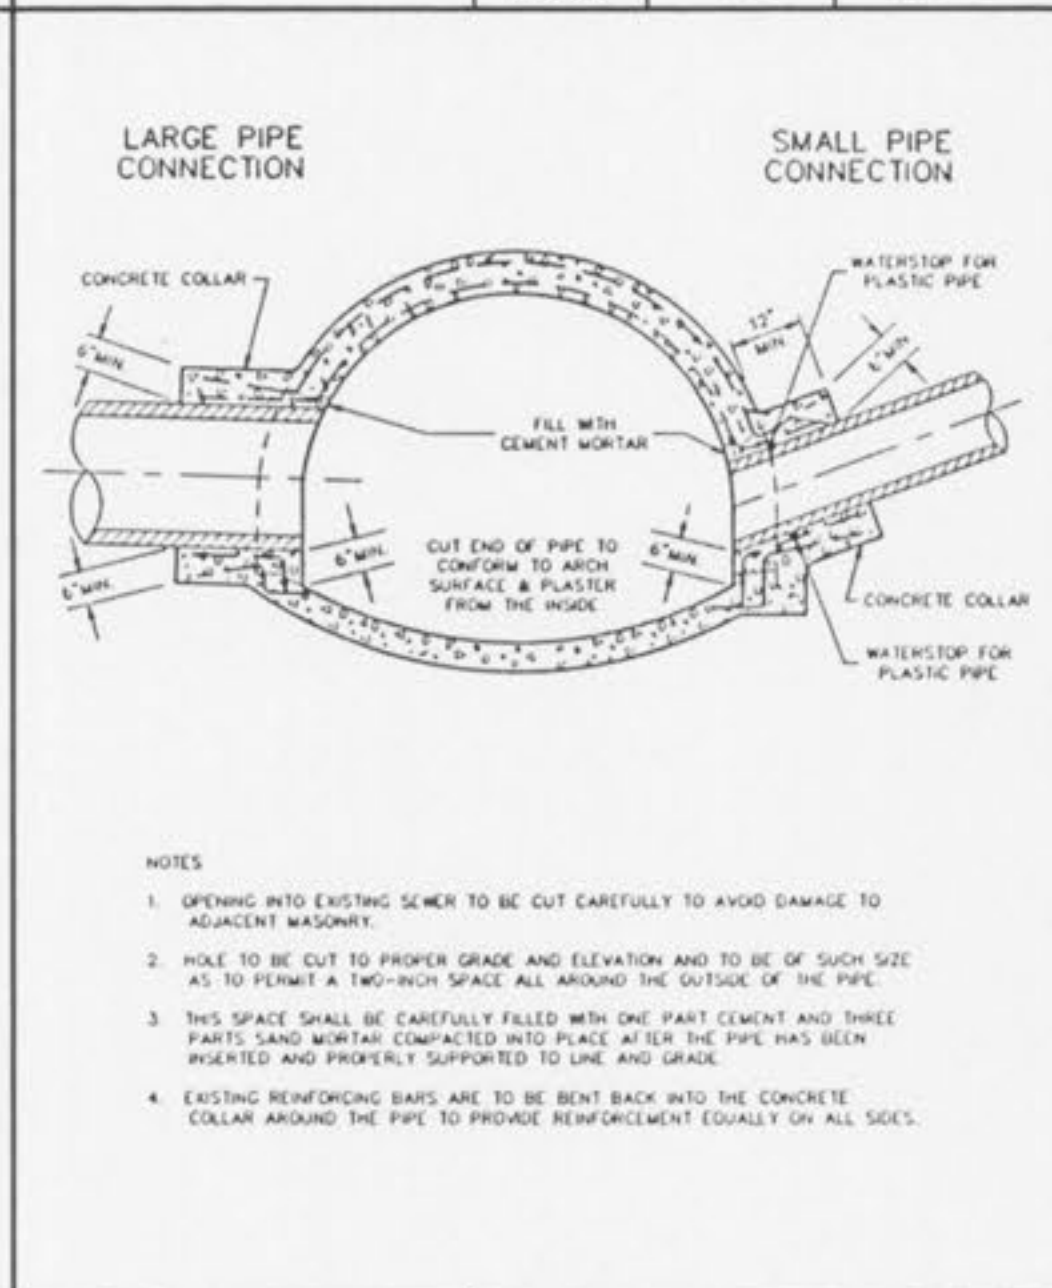 LARGE PIPE
CONNECTION
SMALL PIPE
CONNECTION
CONCRETE COLLAR
WATERSTOP FOR
PLASTIC PIPE
12"
MIN
6"MIN
6"MIN
FILL WITH
CEMENT MORTAR
6"MIN.
6"MIN.
CUT END OF PIPE TO
CONFORM TO ARCH
SURFACE & PLASTER
FROM THE INSIDE
6"MIN.
CONCRETE COLLAR
WATERSTOP FOR
PLASTIC PIPE
NOTES
1. OPENING INTO EXISTING SEWER TO BE CUT CAREFULLY TO AVOID DAMAGE TO
ADJACENT MASONRY.
2. HOLE TO BE CUT TO PROPER GRADE AND ELEVATION AND TO BE OF SUCH SIZE
AS TO PERMIT A TWO-INCH SPACE ALL AROUND THE OUTSIDE OF THE PIPE.
3 THIS SPACE SHALL BE CAREFULLY FILLED WITH ONE PART CEMENT AND THREE
PARTS SAND MORTAR COMPACTED INTO PLACE AFTER THE PIPE HAS BEEN
INSERTED AND PROPERLY SUPPORTED TO LINE AND GRADE.
4. EXISTING REINFORCING BARS ARE TO BE BENT BACK INTO THE CONCRETE
COLLAR AROUND THE PIPE TO PROVIDE REINFORCEMENT EQUALLY ON ALL SIDES.